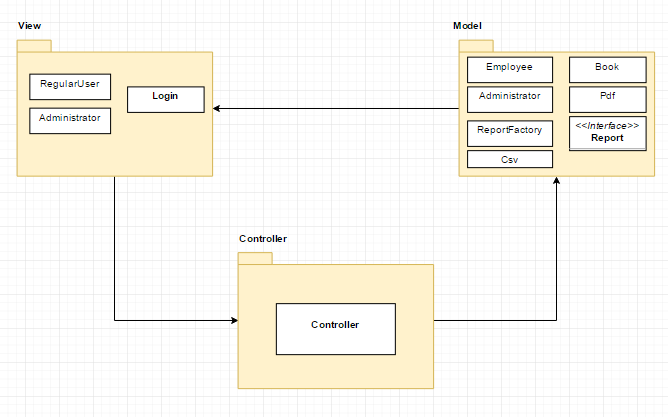 View
RegularUser
Administrator
Login
Model
Employee
Book
Administrator
Pdf
ReportFactory
<<Interface>>
Report
Csv
Controller
Controller